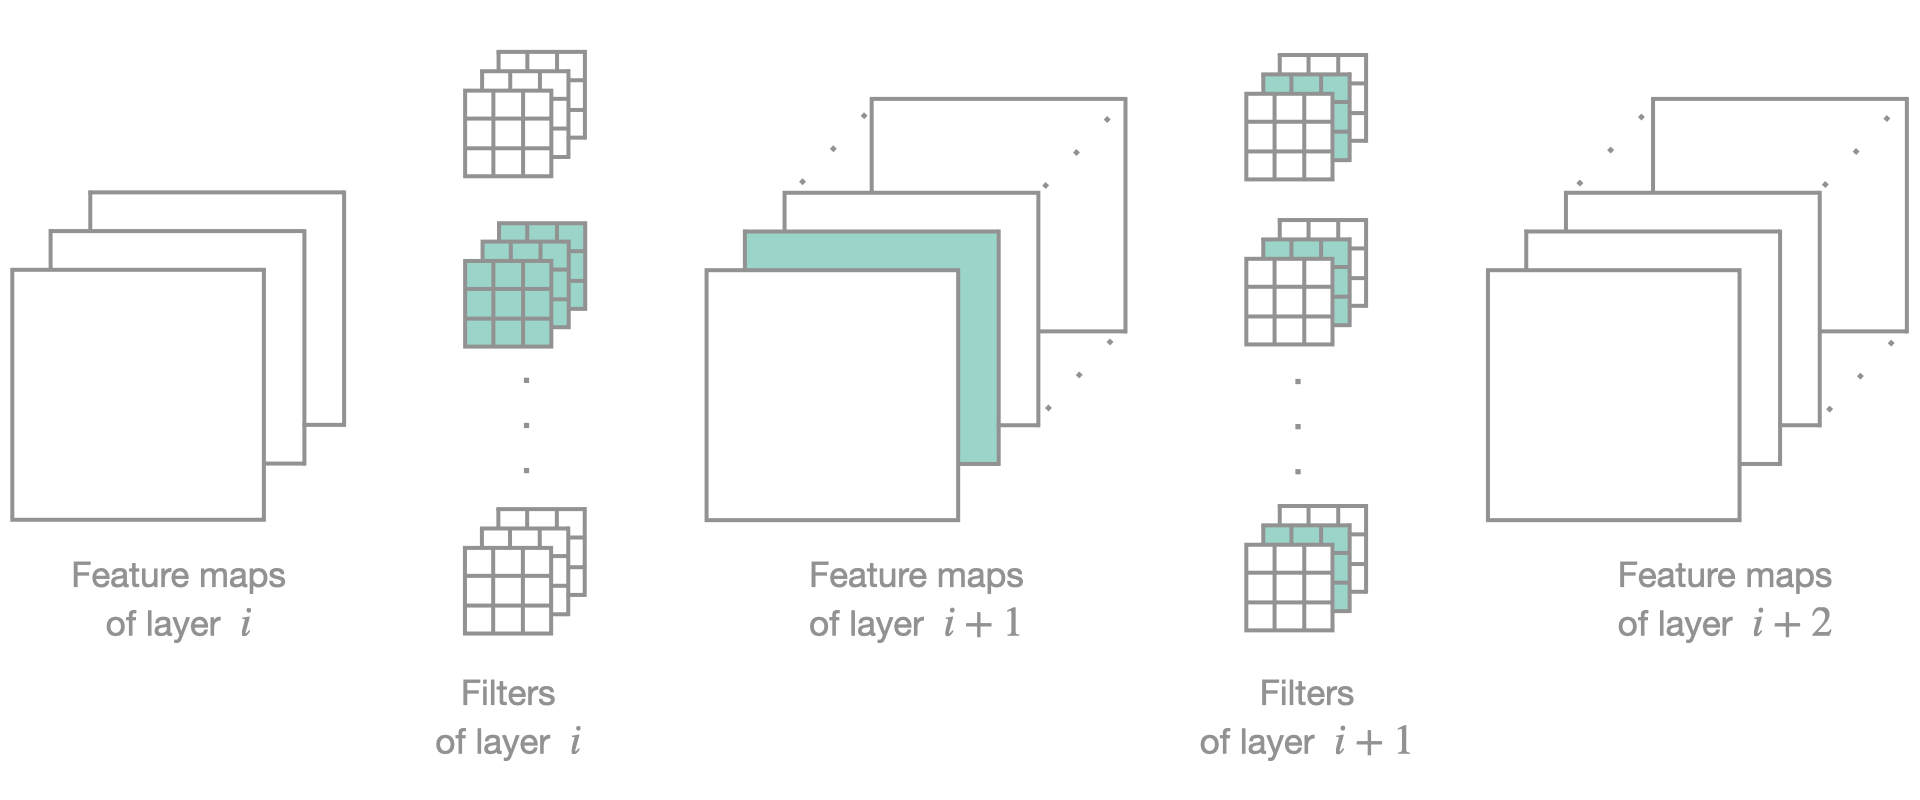 Feature maps
of layer i
Filters
of layer i
Feature maps
of layer i + 1
Filters
of layer i + 1
Feature maps
of layer i + 2